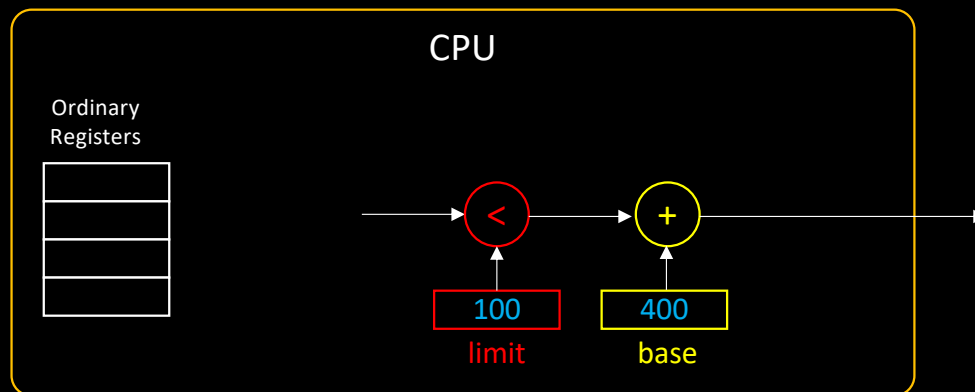 CPU
Ordinary
Registers
<
+
100
400
limit
base